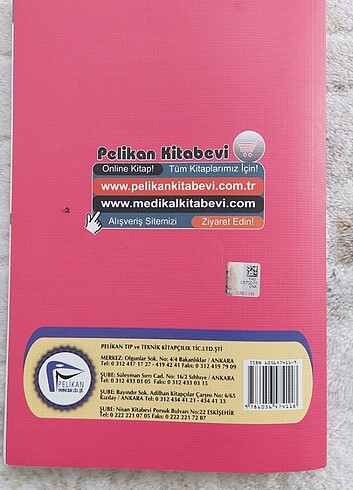 Pelikan Kitabevi
Online Kitap! Tüm Kitaplarımız İçin!
www.pelikankitabevi.com.tr
www.medikalkitabevi.com
Alışveriş Sitemizi Ziyaret Edin!
PELİKAN TIP ve TEKNİK KİTAPÇILIK TİC.LTD.ŞTİ
MERKEZ: Olgunlar Sok. No: 4/4 Bakanlıklar / ANKARA
Tel: 0 312 417 17 27 - 419 42 41 Fakş: 0 312 419 79 09
ŞUBE: Süleyman Sırrı Cad. No: 16/2 Sıhhıye / ANKARA
Tel: 0 312 433 03 05 Faks: 0 312 433 03 15
ŞUBE: Bayındır Sok. Adilhan Kitapçılar Çarşısı No: 6/65
Kızılay / ANKARA Tel: 0 312 434 41 21 - 434 41 33
ŞUBE: Nisan Kitabevi Porsuk Bulvarı No:22 ESKİŞEHİR
Tel: 0 222 221 07 05 Faks: 0 222 221 72 87
PELİKAN
YAYINCILIK LTD. ŞTİ.